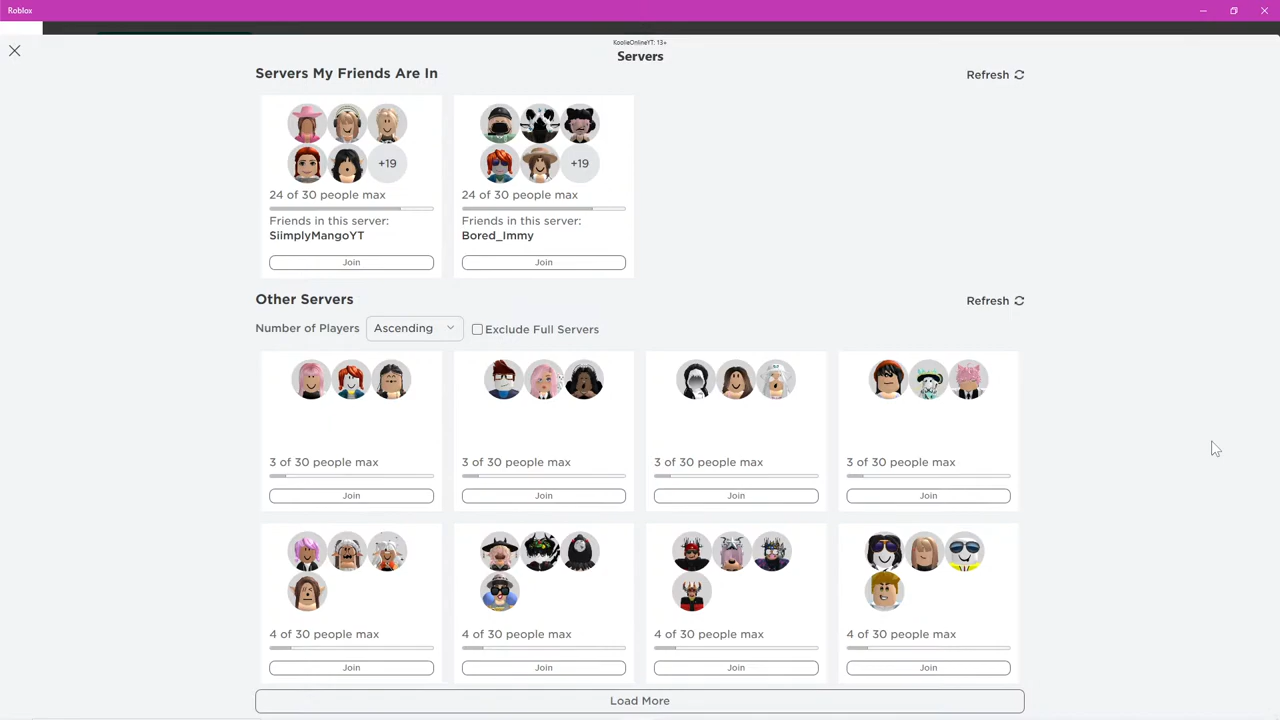 Roblox
KoolieOnlineYT: 13+
Servers
Servers My Friends Are In
Refresh
+19
+19
24 of 30 people max
24 of 30 people max
Friends in this server:
SiimplyMangoYT
Friends in this server:
Bored_Immy
Join
Join
Other Servers
Refresh
Number of Players
Ascending
Exclude Full Servers
3 of 30 people max
3 of 30 people max
3 of 30 people max
3 of 30 people max
Join
Join
Join
Join
4 of 30 people max
4 of 30 people max
4 of 30 people max
4 of 30 people max
Join
Join
Join
Join
Load More